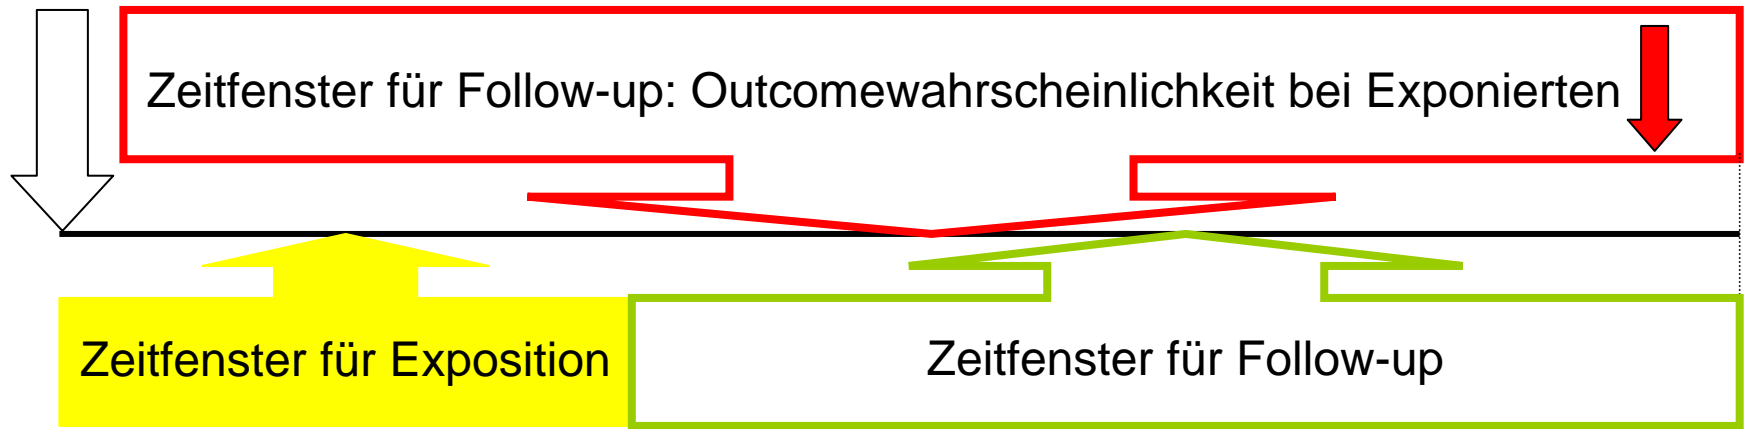 Zeitfenster für Follow-up: Outcomewahrscheinlichkeit bei Exponierten
Zeitfenster für Exposition
Zeitfenster für Follow-up